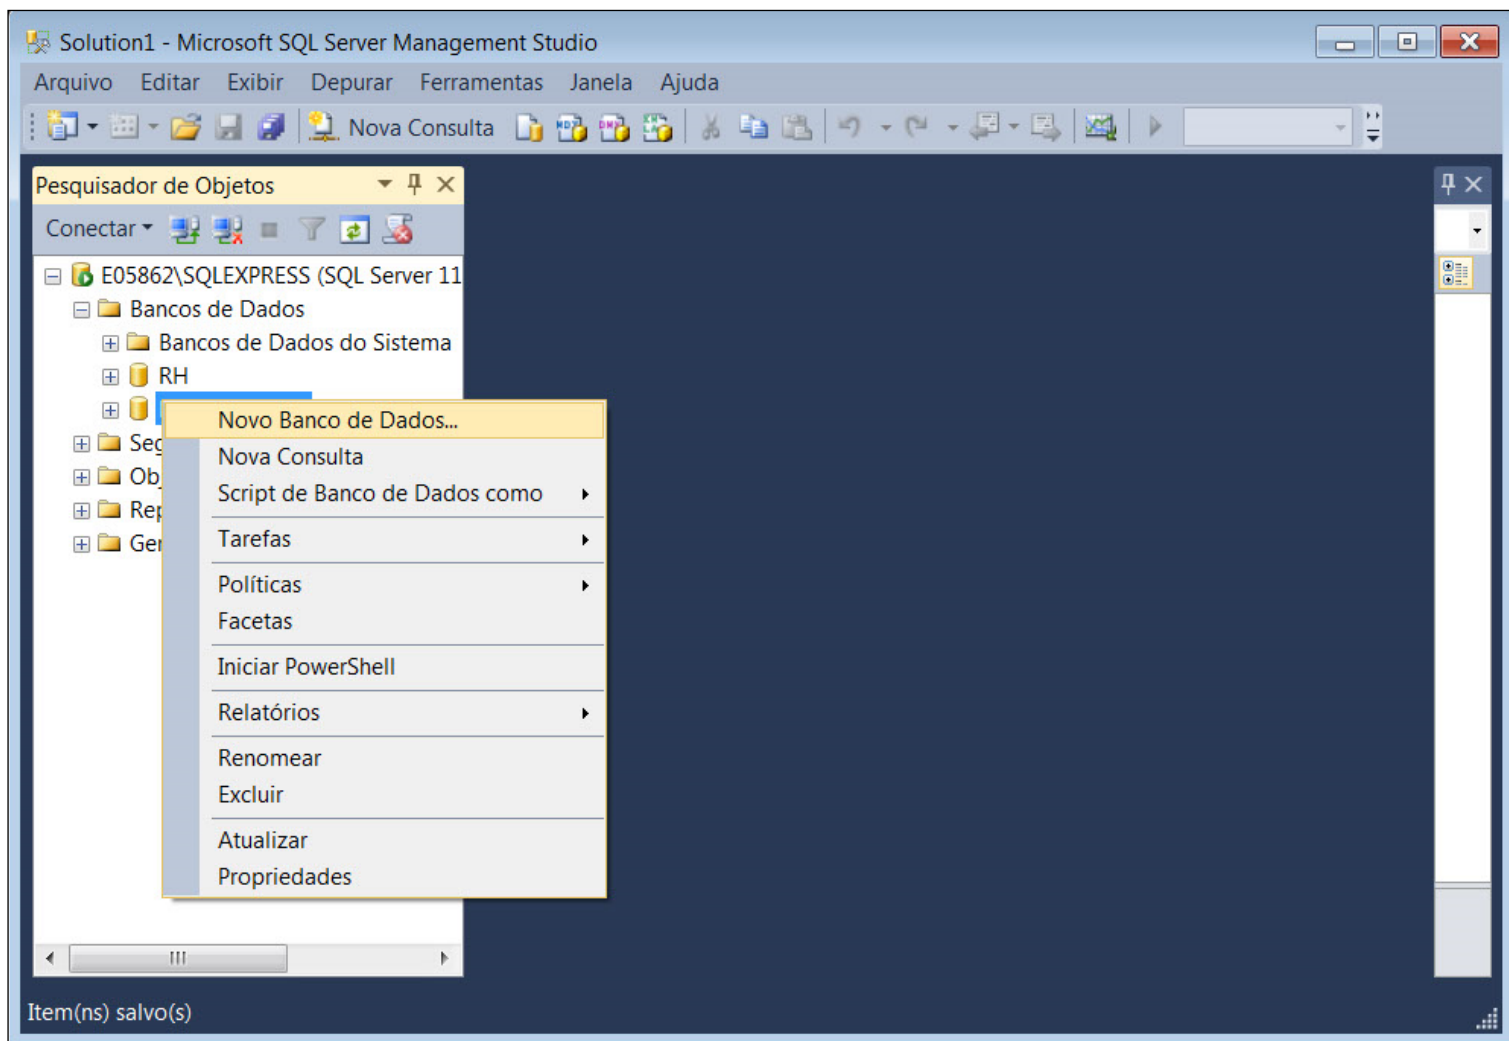 Solution1 - Microsoft SQL Server Management Studio
Arquivo Editar Exibir Depurar Ferramentas Janela Ajuda
Nova Consulta
Pesquisador de Objetos
Conectar
E05862\SQLEXPRESS (SQL Server 11
Bancos de Dados
Bancos de Dados do Sistema
RH
Novo Banco de Dados...
Nova Consulta
Script de Banco de Dados como
Tarefas
Políticas
Facetas
Iniciar PowerShell
Relatórios
Renomear
Excluir
Atualizar
Propriedades
Item(ns) salvo(s)